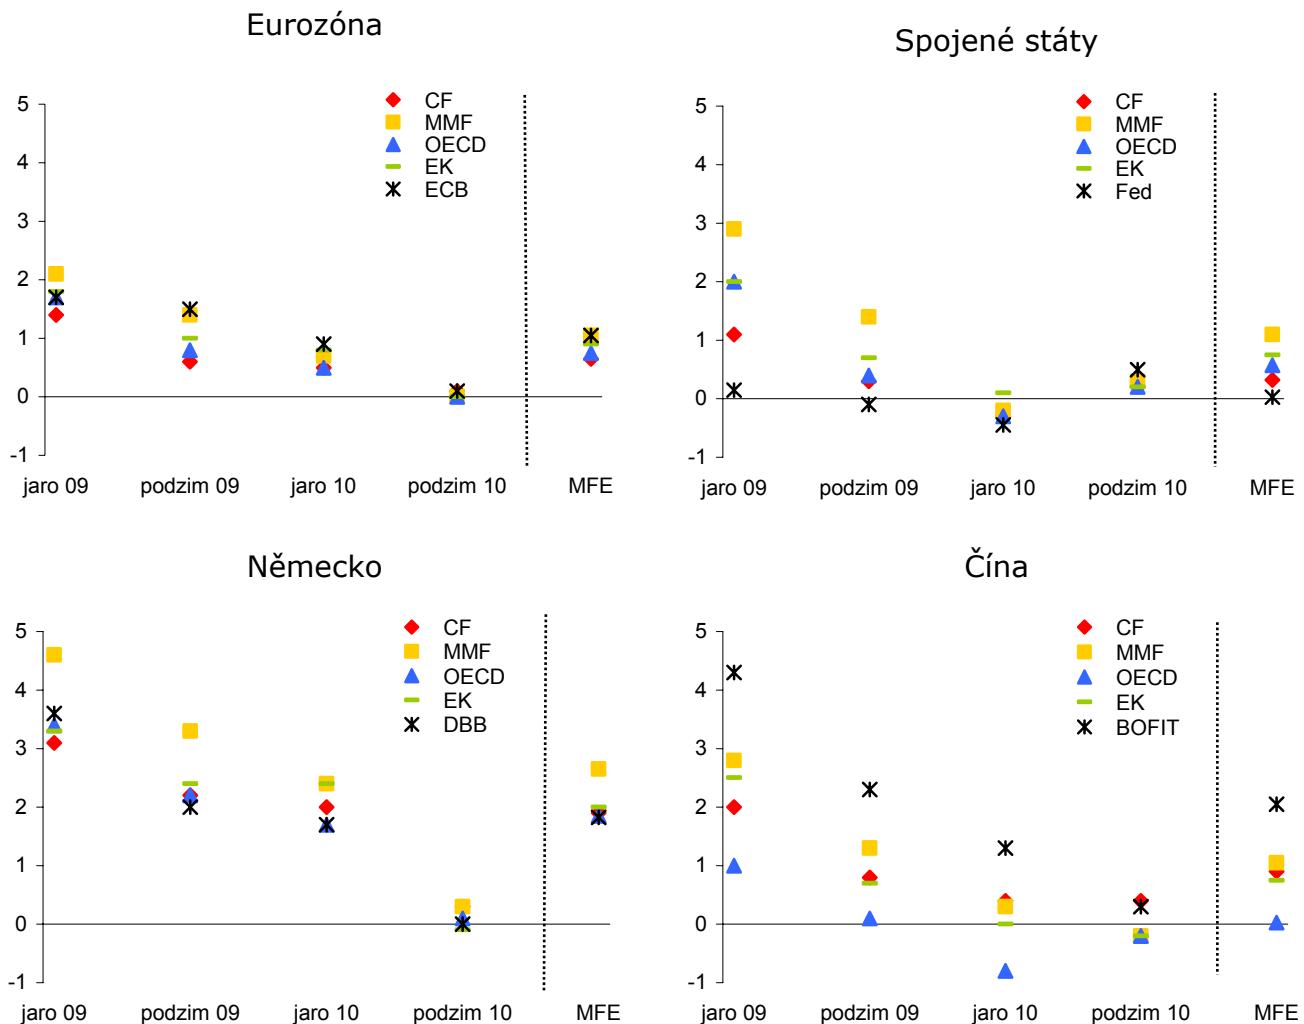 Eurozóna
5
4
3
2
1
0
-1
CF
MMF
OECD
EK
ECB
jaro 09 podzim 09 jaro 10 podzim 10 MFE
Spojené státy
5
4
3
2
1
0
-1
CF
MMF
OECD
EK
Fed
jaro 09 podzim 09 jaro 10 podzim 10 MFE
Německo
5
4
3
2
1
0
-1
CF
MMF
OECD
EK
DBB
jaro 09 podzim 09 jaro 10 podzim 10 MFE
Čína
5
4
3
2
1
0
-1
CF
MMF
OECD
EK
BOFIT
jaro 09 podzim 09 jaro 10 podzim 10 MFE